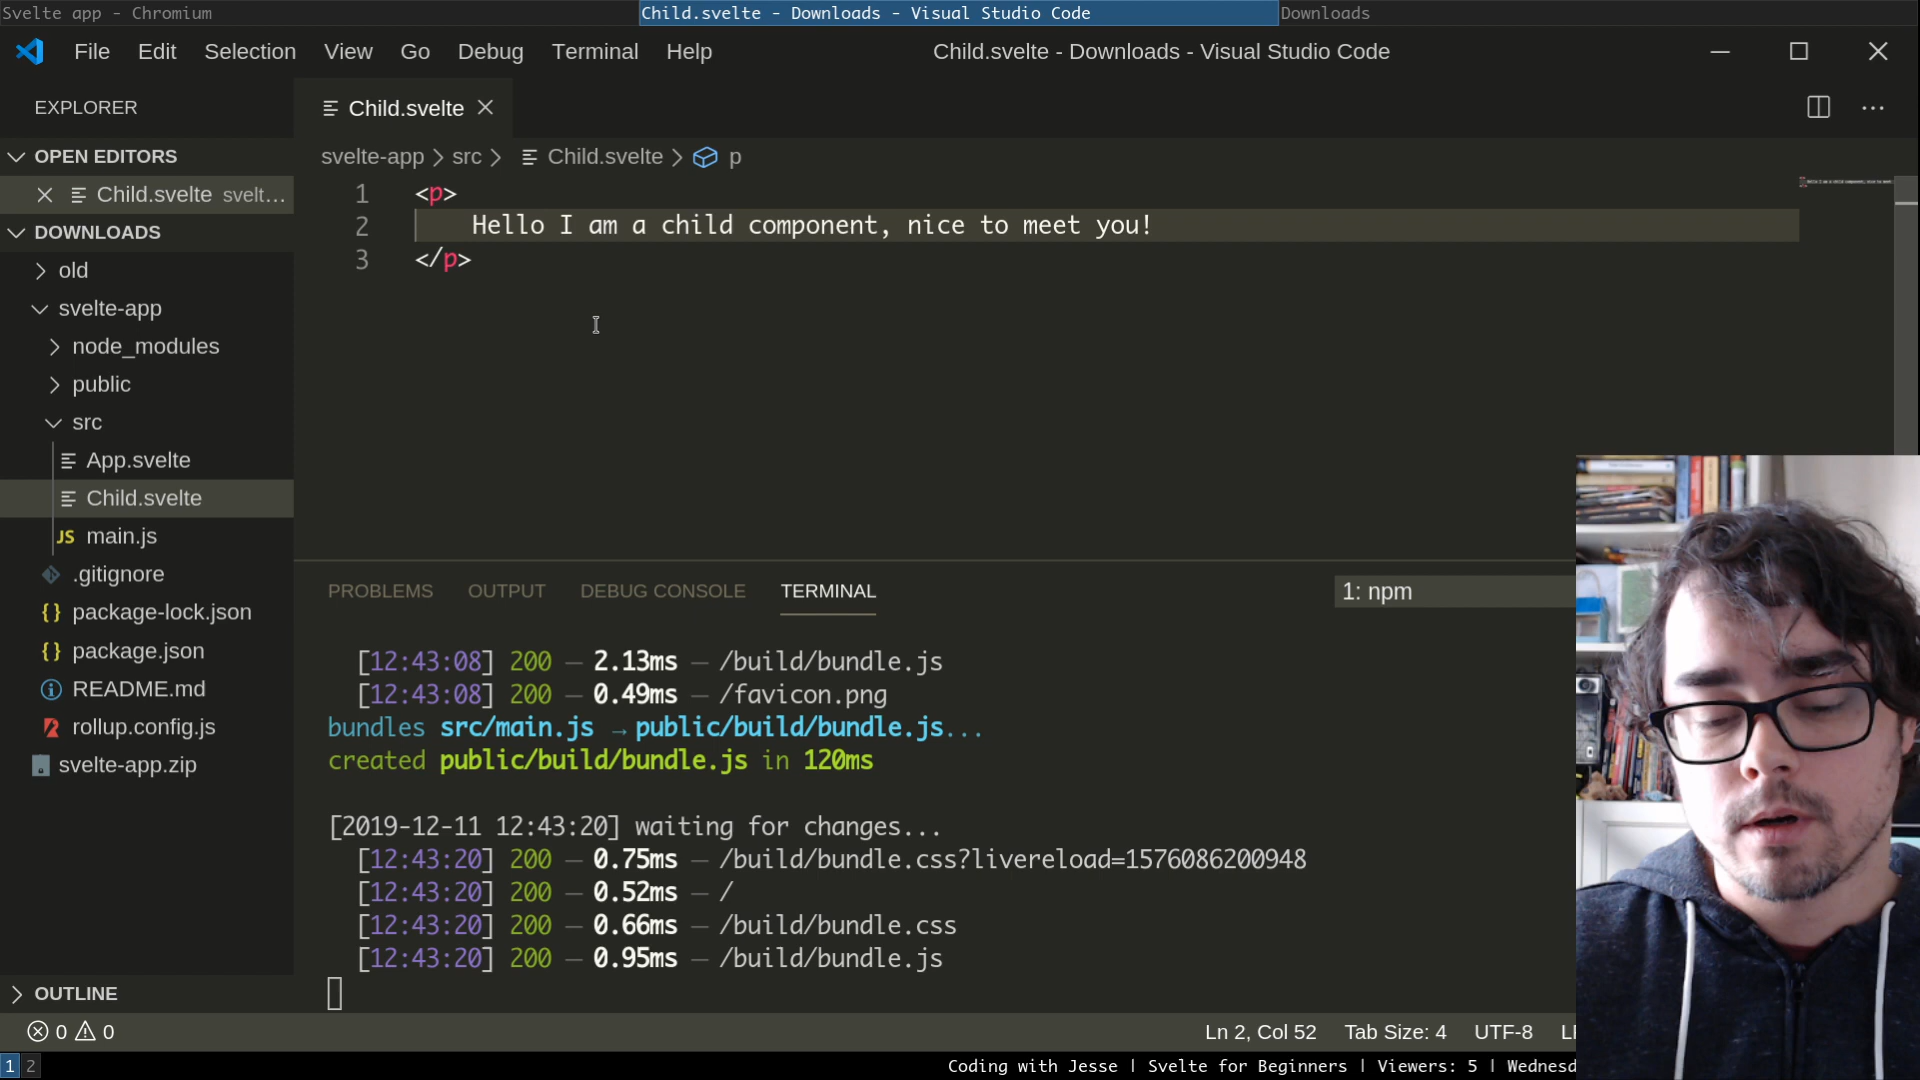 Svelte app - Chromium
Child.svelte - Downloads - Visual Studio Code
Downloads
File Edit Selection View Go Debug Terminal Help
Child.svelte - Downloads - Visual Studio Code
EXPLORER
Child.svelte
OPEN EDITORS
Child.svelte svelt...
DOWNLOADS
old
svelte-app
node_modules
public
src
App.svelte
Child.svelte
JS main.js
.gitignore
{} package-lock.json
{} package.json
README.md
rollup.config.js
svelte-app.zip
OUTLINE
svelte-app > src > Child.svelte > p
1 <p>
2 Hello I am a child component, nice to meet you!
3 </p>
PROBLEMS OUTPUT DEBUG CONSOLE TERMINAL
1: npm
[12:43:08] 200 — 2.13ms — /build/bundle.js
[12:43:08] 200 — 0.49ms — /favicon.png
bundles src/main.js → public/build/bundle.js...
created public/build/bundle.js in 120ms
[2019-12-11 12:43:20] waiting for changes...
[12:43:20] 200 — 0.75ms — /build/bundle.css?livereload=1576086200948
[12:43:20] 200 — 0.52ms — /
[12:43:20] 200 — 0.66ms — /build/bundle.css
[12:43:20] 200 — 0.95ms — /build/bundle.js
0 0
Ln 2, Col 52 Tab Size: 4 UTF-8
1 2
Coding with Jesse | Svelte for Beginners | Viewers: 5 | Wednesd